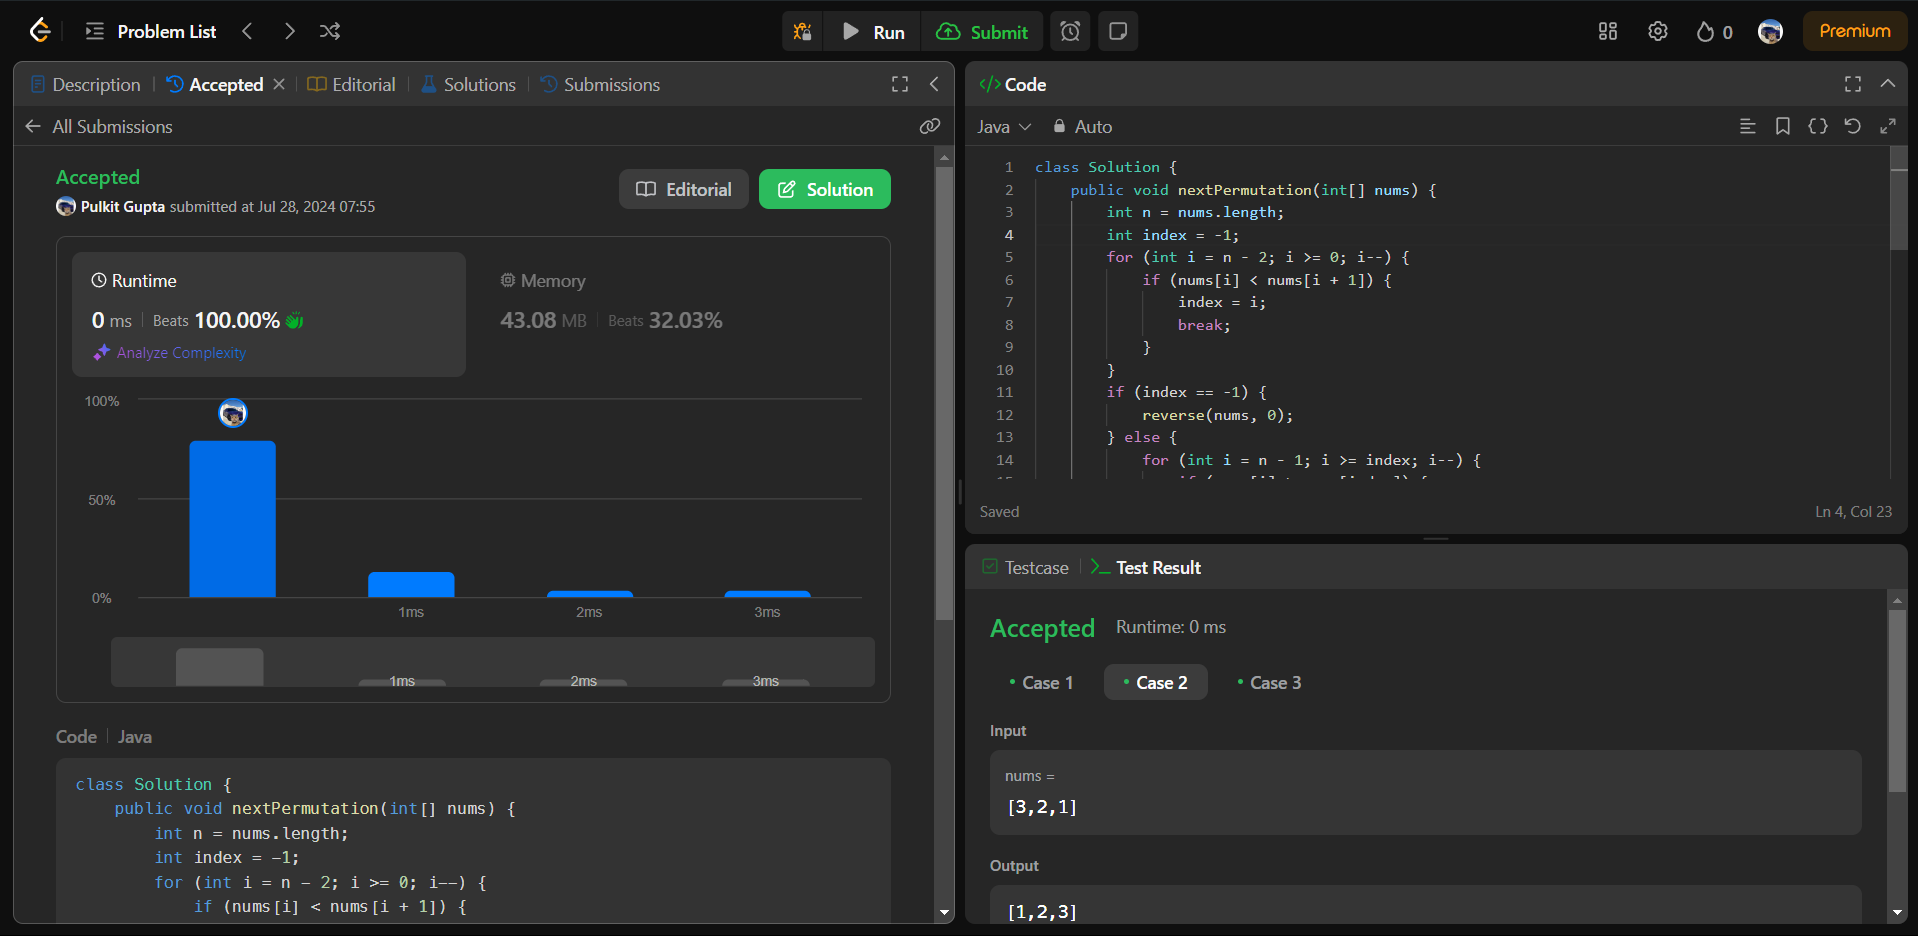 Problem List
Run
Submit
0
Premium
Description
Accepted
Editorial
Solutions
Submissions
All Submissions
Accepted
Pulkit Gupta submitted at Jul 28, 2024 07:55
Editorial
Solution
Runtime
0 ms
Beats 100.00%
Analyze Complexity
Memory
43.08 MB
Beats 32.03%
100%
50%
0%
1ms
2ms
3ms
1ms
2ms
3ms
Code
Java
class Solution {
public void nextPermutation(int[] nums) {
int n = nums.length;
int index = -1;
for (int i = n - 2; i >= 0; i--) {
if (nums[i] < nums[i + 1]) {
</> Code
Java
Auto
1 class Solution {
2 public void nextPermutation(int[] nums) {
3 int n = nums.length;
4 int index = -1;
5 for (int i = n - 2; i >= 0; i--) {
6 if (nums[i] < nums[i + 1]) {
7 index = i;
8 break;
9 }
10 }
11 if (index == -1) {
12 reverse(nums, 0);
13 } else {
14 for (int i = n - 1; i >= index; i--) {
Saved
Ln 4, Col 23
Testcase
Test Result
Accepted
Runtime: 0 ms
Case 1
Case 2
Case 3
Input
nums =
[3,2,1]
Output
[1,2,3]